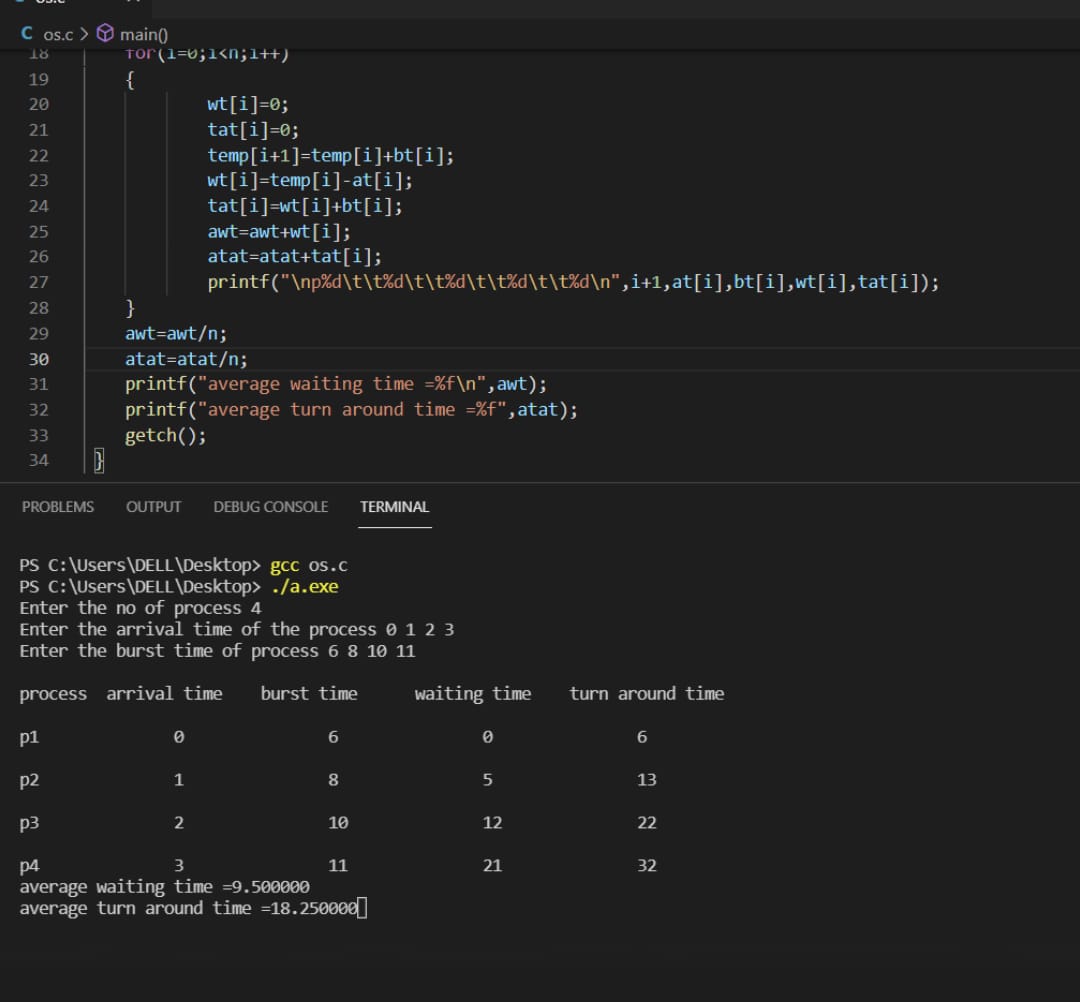 os.c
C os.c > main()
18 for(i=0;i<n;i++)
19 {
20 wt[i]=0;
21 tat[i]=0;
22 temp[i+1]=temp[i]+bt[i];
23 wt[i]=temp[i]-at[i];
24 tat[i]=wt[i]+bt[i];
25 awt=awt+wt[i];
26 atat=atat+tat[i];
27 printf("\np%d\t\t%d\t\t%d\t\t%d\t\t%d\n",i+1,at[i],bt[i],wt[i],tat[i]);
28 }
29 awt=awt/n;
30 atat=atat/n;
31 printf("average waiting time =%f\n",awt);
32 printf("average turn around time =%f",atat);
33 getch();
34 }
PROBLEMS OUTPUT DEBUG CONSOLE TERMINAL
PS C:\Users\DELL\Desktop> gcc os.c
PS C:\Users\DELL\Desktop> ./a.exe
Enter the no of process 4
Enter the arrival time of the process 0 1 2 3
Enter the burst time of process 6 8 10 11
process arrival time burst time waiting time turn around time
p1 0 6 0 6
p2 1 8 5 13
p3 2 10 12 22
p4 3 11 21 32
average waiting time =9.500000
average turn around time =18.250000